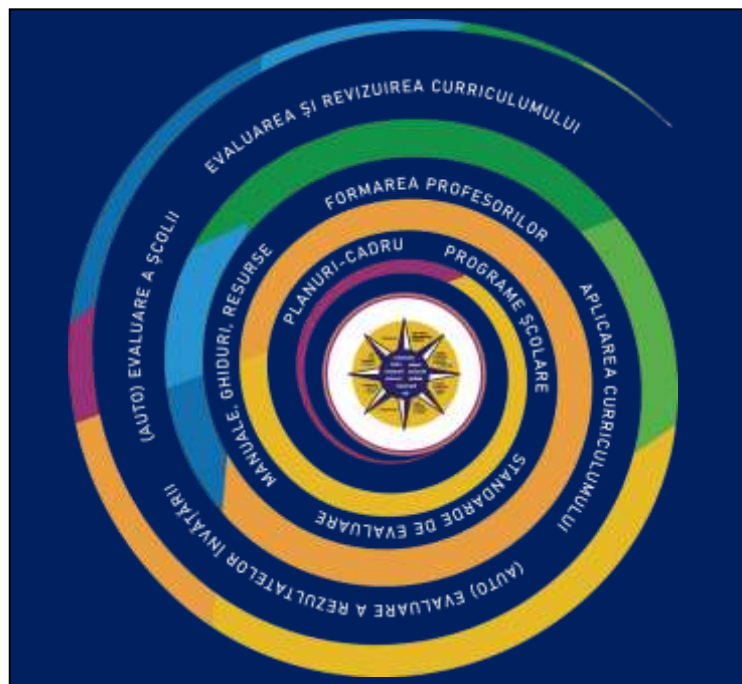 PLANURI-CADRU
PROGRAME ȘCOLARE
STANDARDE DE EVALUARE
MANUALE, GHIDURI, RESURSE
FORMAREA PROFESORILOR
APLICAREA CURRICULUMULUI
(AUTO) EVALUARE A REZULTATELOR ÎNVĂȚĂRII
(AUTO) EVALUARE A ȘCOLII
EVALUAREA ȘI REVIZUIREA CURRICULUMULUI